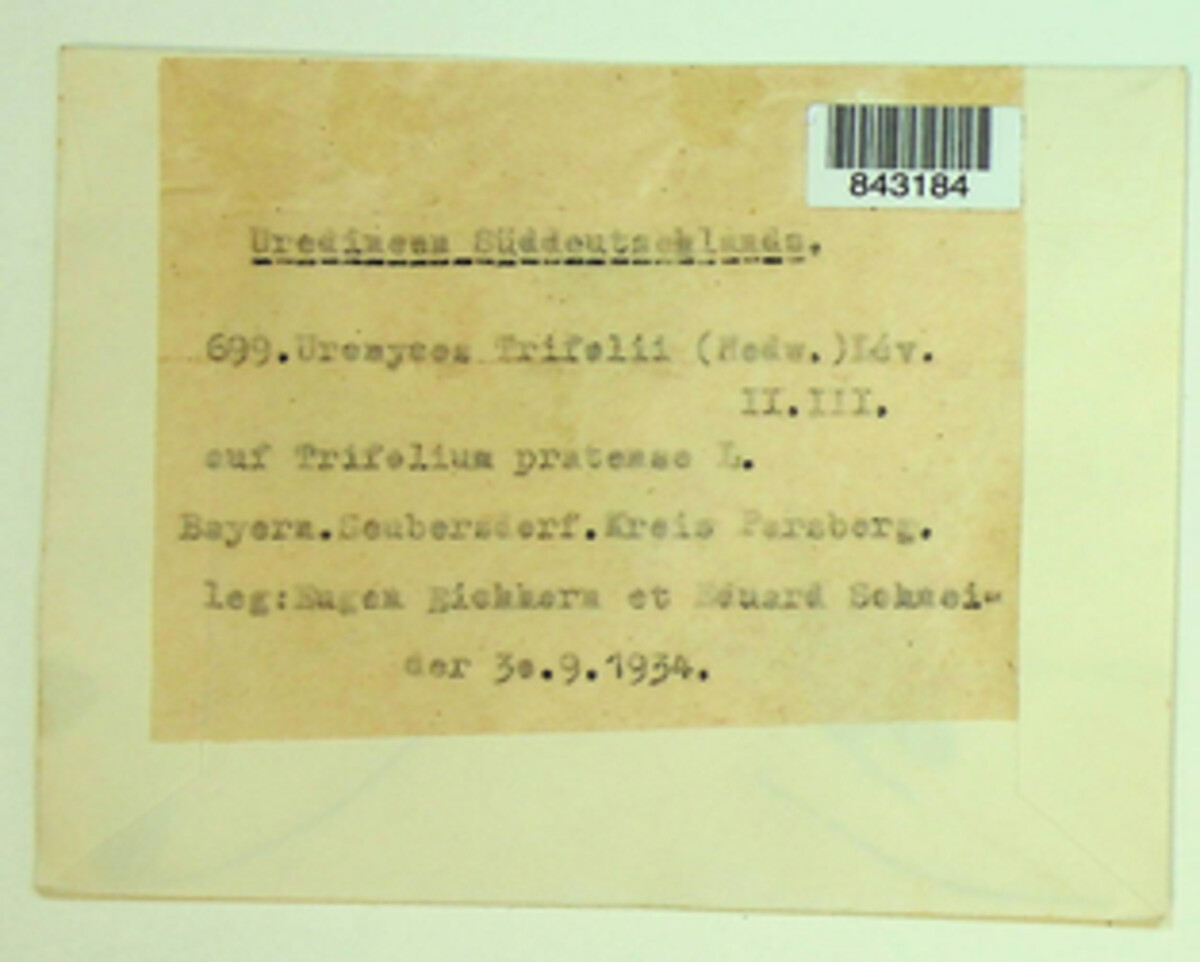 843184
Uredineen Süddeutschlands.
699.Uromyces Trifolii (Hedw.)Lév.
II.III.
auf Trifolium pratense L.
Bayern.Seubersdorf.Kreis Parsberg.
leg:Eugen Eichhorn et Eduard Schnei-
der 3o.9.1934.